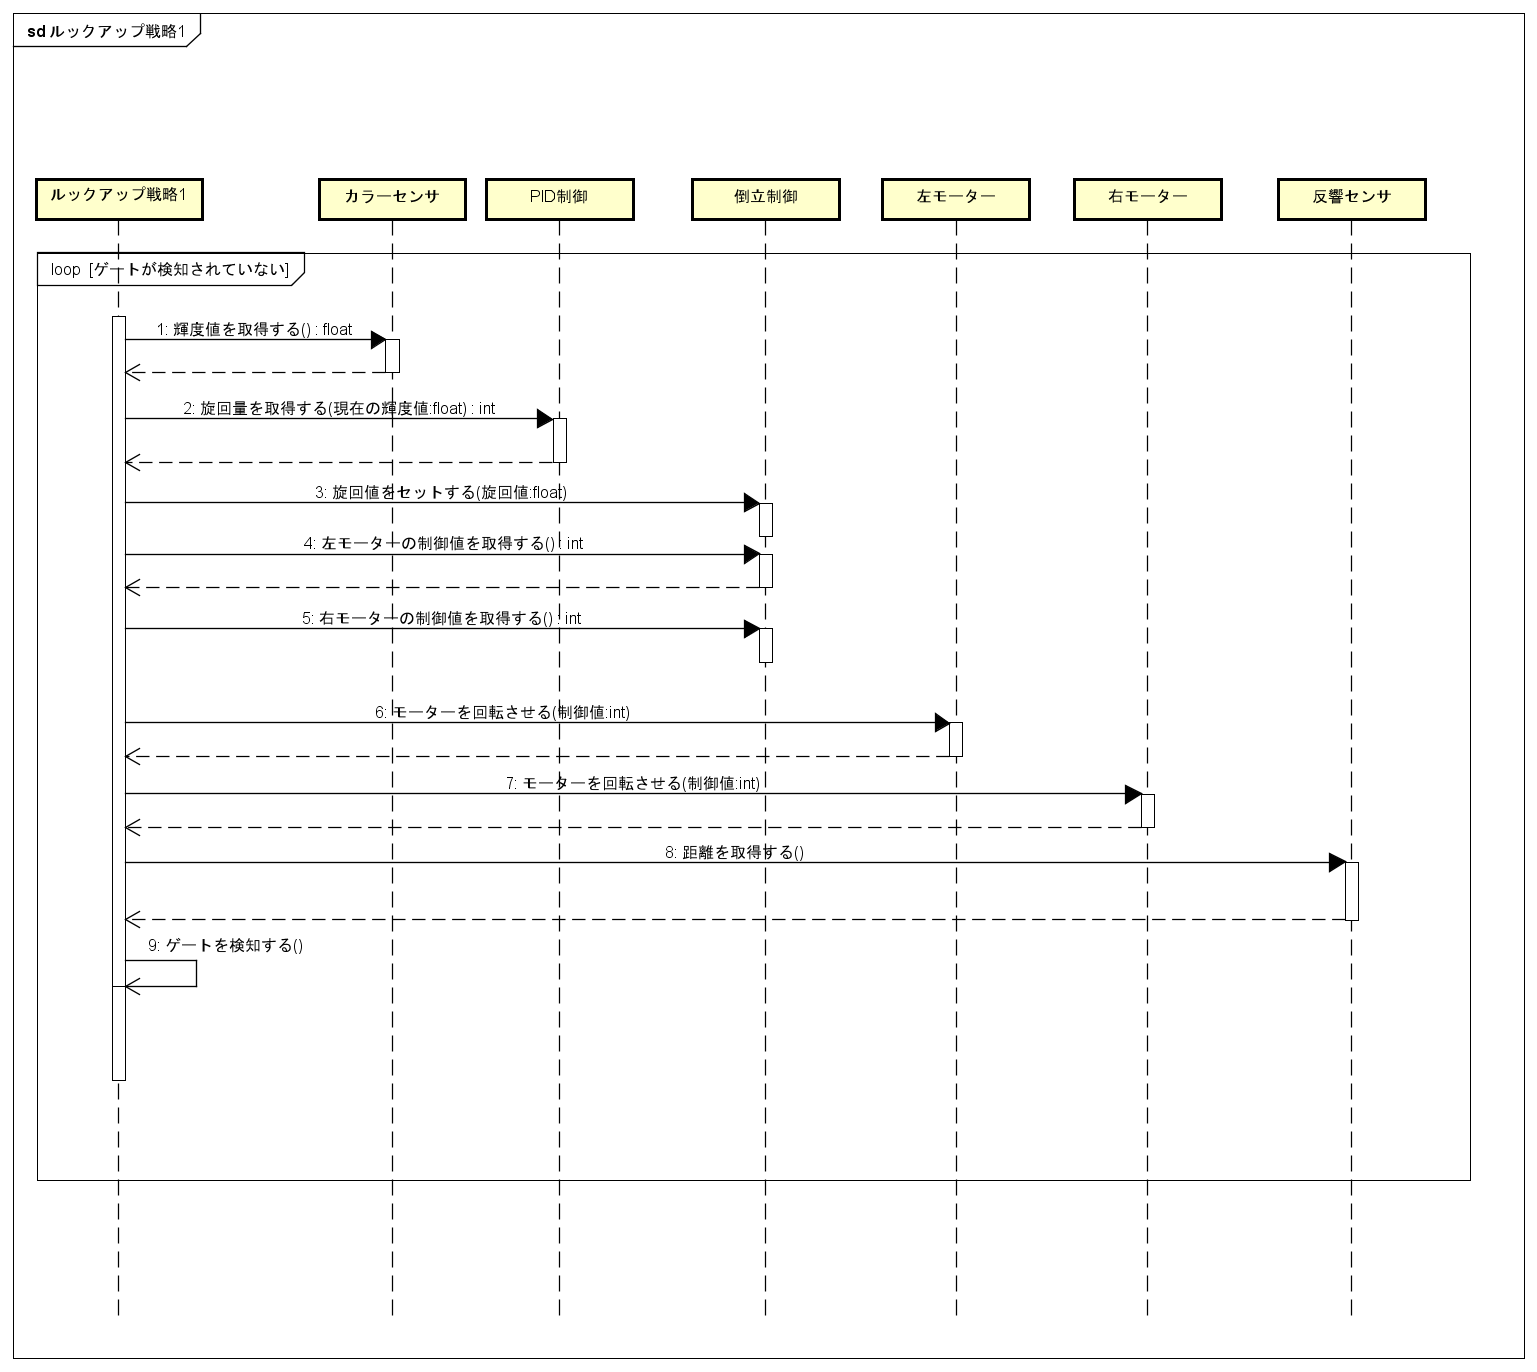 sd ルックアップ戦略1
ルックアップ戦略1
カラーセンサ
PID制御
倒立制御
左モーター
右モーター
反響センサ
loop [ゲートが検知されていない]
1: 輝度値を取得する() : float
2: 旋回量を取得する(現在の輝度値:float) : int
3: 旋回値をセットする(旋回値:float)
4: 左モーターの制御値を取得する() : int
5: 右モーターの制御値を取得する() : int
6: モーターを回転させる(制御値:int)
7: モーターを回転させる(制御値:int)
8: 距離を取得する()
9: ゲートを検知する()